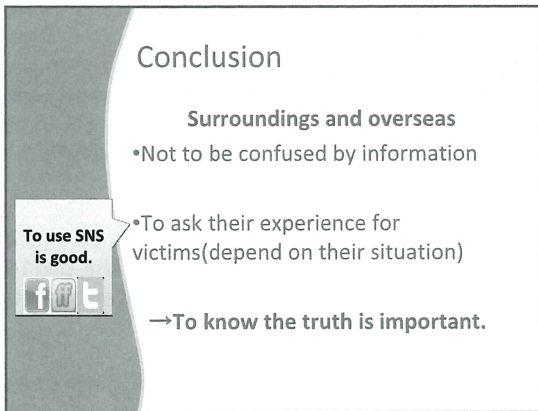 Conclusion
Surroundings and overseas
•Not to be confused by information
•To ask their experience for
victims(depend on their situation)
To use SNS
is good.
f ff t
→To know the truth is important.